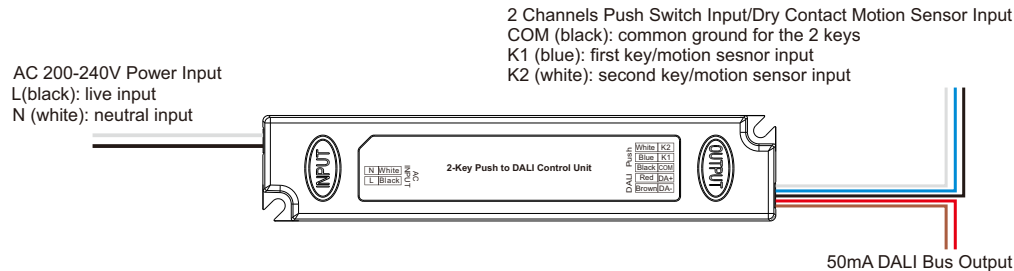 2 Channels Push Switch Input/Dry Contact Motion Sensor Input
COM (black): common ground for the 2 keys
K1 (blue): first key/motion sesnor input
K2 (white): second key/motion sensor input
AC 200-240V Power Input
L(black): live input
N (white): neutral input
INPUT
N White
L Black
AC
INPUT
2-Key Push to DALI Control Unit
DALI Push
White K2
Blue K1
Black COM
Red DA+
Brown DA-
OUTPUT
50mA DALI Bus Output